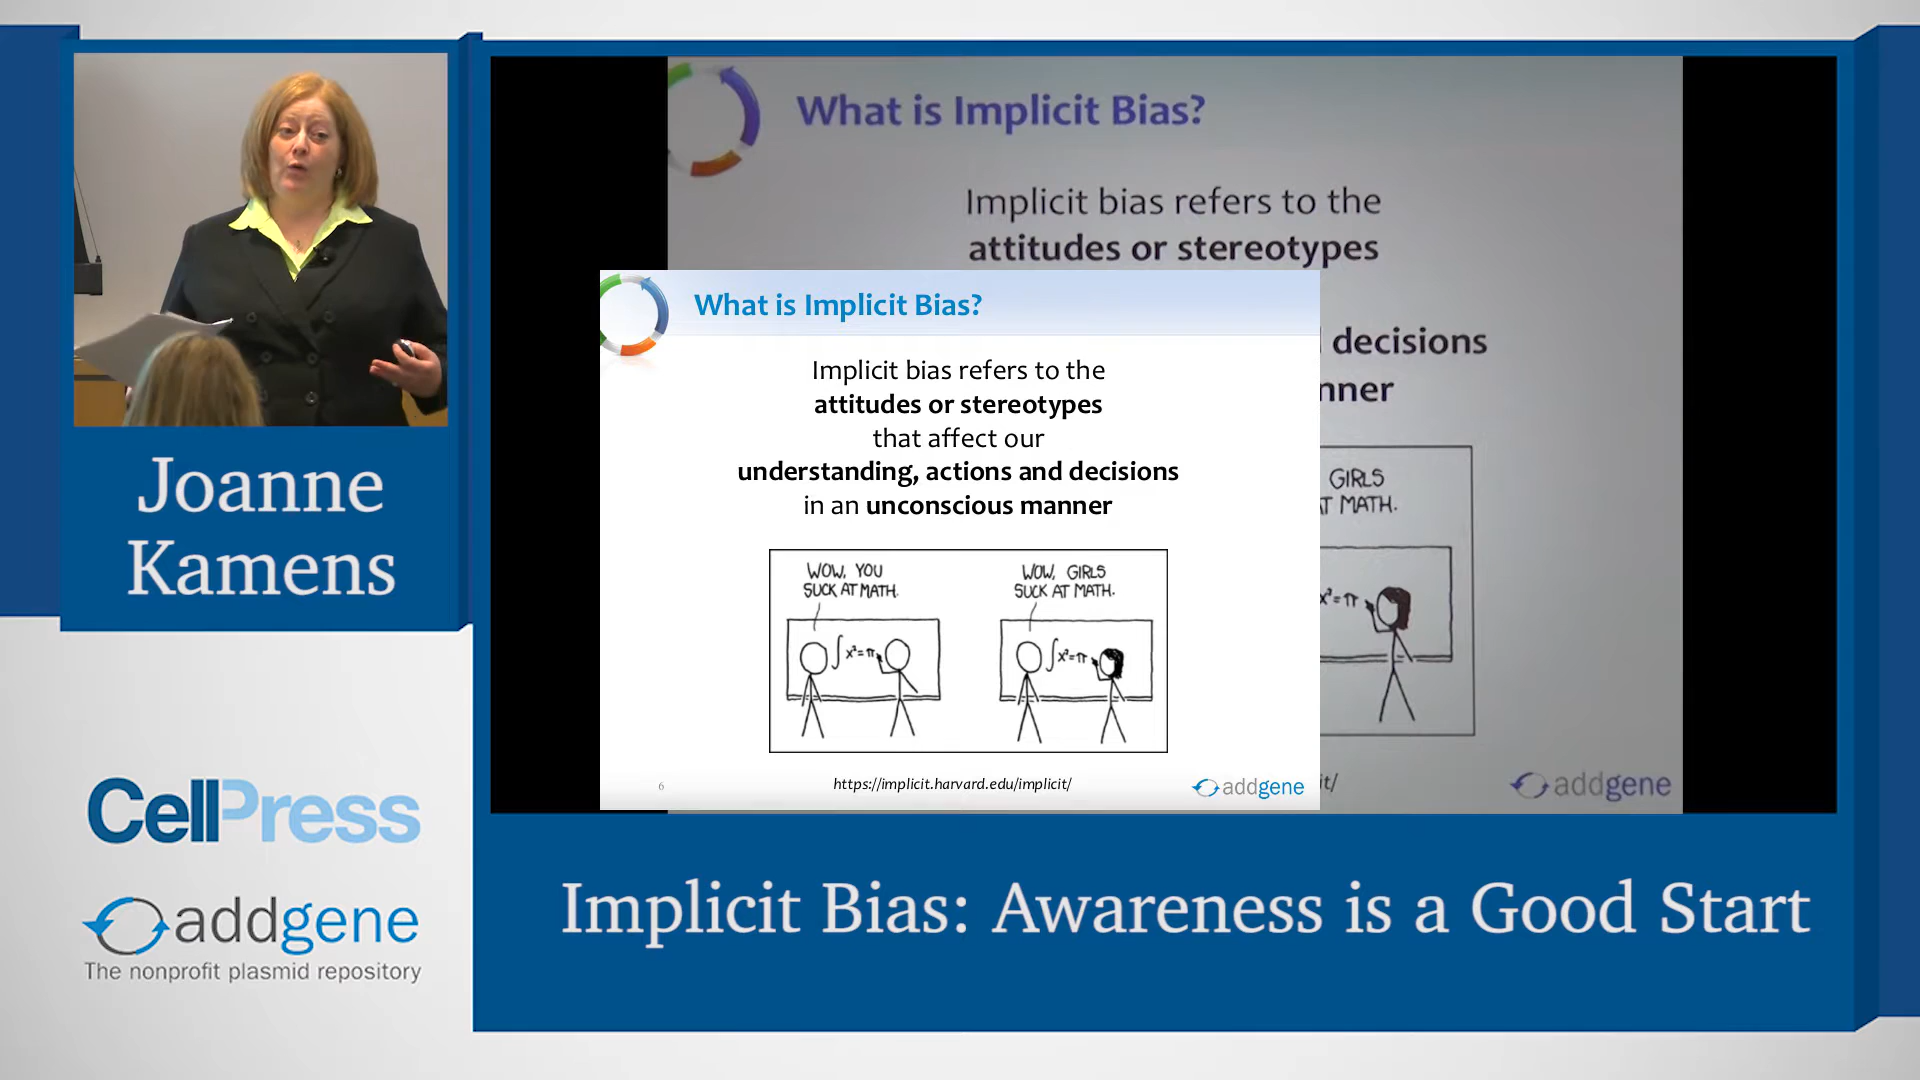 What is Implicit Bias?
Implicit bias refers to the
attitudes or stereotypes
decisions
nner
GIRLS
T MATH.
x²=π
it/
addgene
What is Implicit Bias?
Implicit bias refers to the
attitudes or stereotypes
that affect our
understanding, actions and decisions
in an unconscious manner
WOW, YOU
SUCK AT MATH.
∫x²=π
WOW, GIRLS
SUCK AT MATH.
∫x²=π
6
https://implicit.harvard.edu/implicit/
addgene
Joanne
Kamens
CellPress
addgene
The nonprofit plasmid repository
Implicit Bias: Awareness is a Good Start